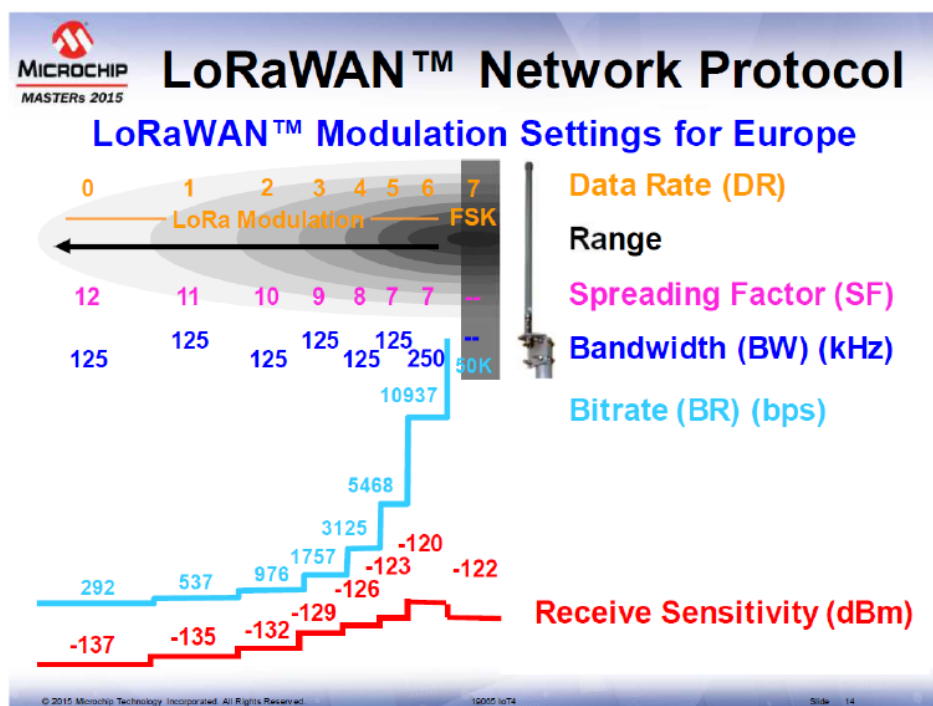 MICROCHIP
MASTERs 2015
LoRaWAN™ Network Protocol
LoRaWAN™ Modulation Settings for Europe
0 1 2 3 4 5 6 7 Data Rate (DR)
LoRa Modulation FSK
Range
12 11 10 9 8 7 7 -- Spreading Factor (SF)
125 125 125 125 125 125 250 -- Bandwidth (BW) (kHz)
50K
10937 Bitrate (BR) (bps)
5468
3125
1757
976
537
292
-120
-122
-123
-126
-129
-132
-135
-137
Receive Sensitivity (dBm)
© 2015 Microchip Technology Incorporated. All Rights Reserved. 19065 IoT4 Slide 14